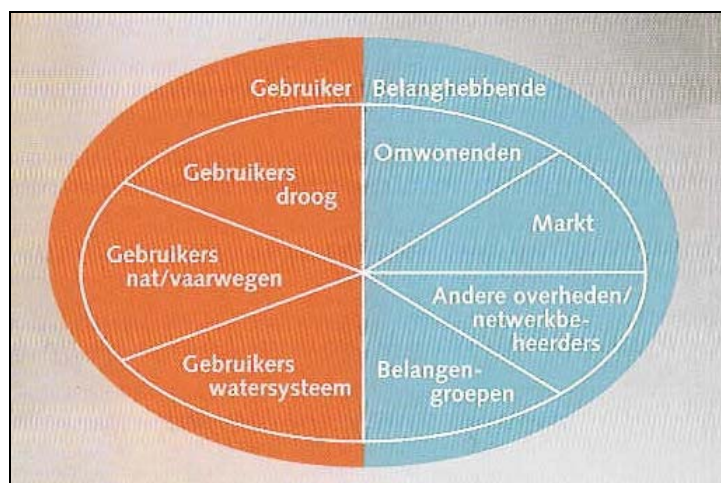 Gebruiker
Belanghebbende
Gebruikers
droog
Gebruikers
nat/vaarwegen
Gebruikers
watersysteem
Omwonenden
Markt
Andere overheden/
netwerkbe-
heerders
Belangen-
groepen